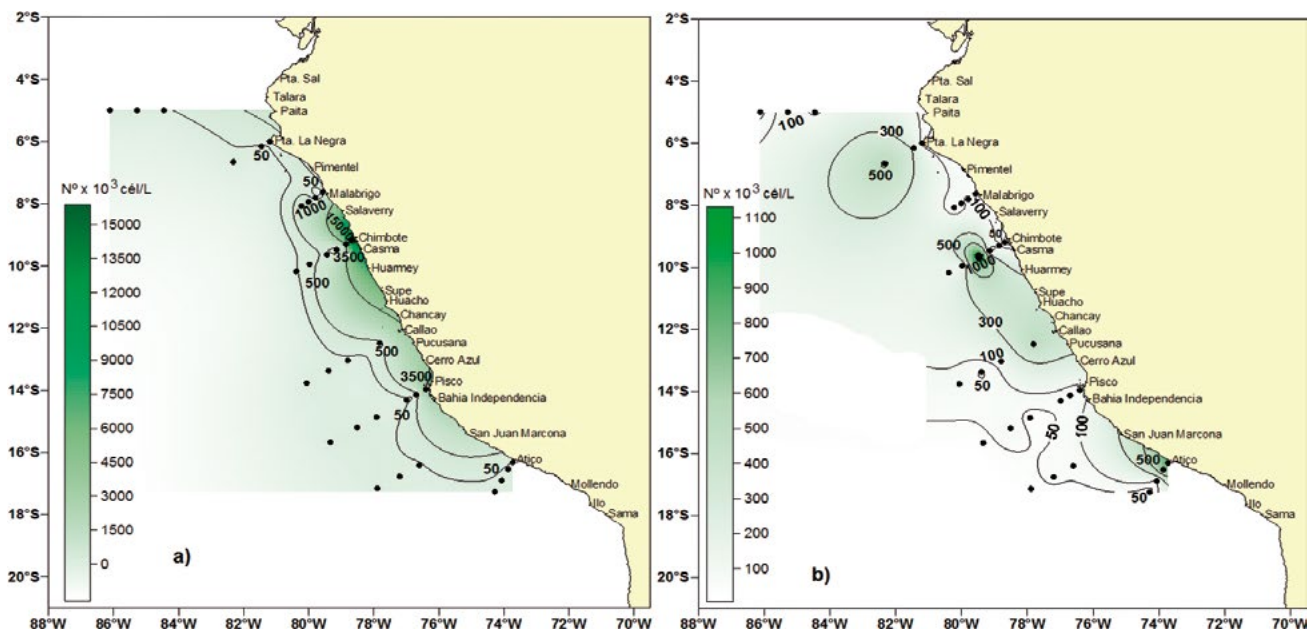 2°S
4°S
6°S
8°S
10°S
12°S
14°S
16°S
18°S
20°S
88°W 86°W 84°W 82°W 80°W 78°W 76°W 74°W 72°W 70°W
Nº x 10³ cél/L
15000
13500
12000
10500
9000
7500
6000
4500
3000
1500
0
Pta. Sal
Talara
Paita
Pta. La Negra
Pimentel
Malabrigo
Salaverry
Chimbote
Casma
Huarmey
Supe
Huacho
Chancay
Callao
Pucusana
Cerro Azul
Pisco
Bahia Independencia
San Juan Marcona
Atico
Mollendo
Ilo
Sama
50
50
1000
15000
3500
500
500
3500
50
50
a)
2°S
4°S
6°S
8°S
10°S
12°S
14°S
16°S
18°S
20°S
88°W 86°W 84°W 82°W 80°W 78°W 76°W 74°W 72°W 70°W
Nº x 10³ cél/L
1100
1000
900
800
700
600
500
400
300
200
100
Pta. Sal
Talara
Paita
Pta. La Negra
Pimentel
Malabrigo
Salaverry
Chimbote
Casma
Huarmey
Supe
Huacho
Chancay
Callao
Pucusana
Cerro Azul
Pisco
Bahia Independencia
San Juan Marcona
Atico
Mollendo
Ilo
Sama
100
300
500
100
50
500
1000
300
100
50
50
100
500
50
b)